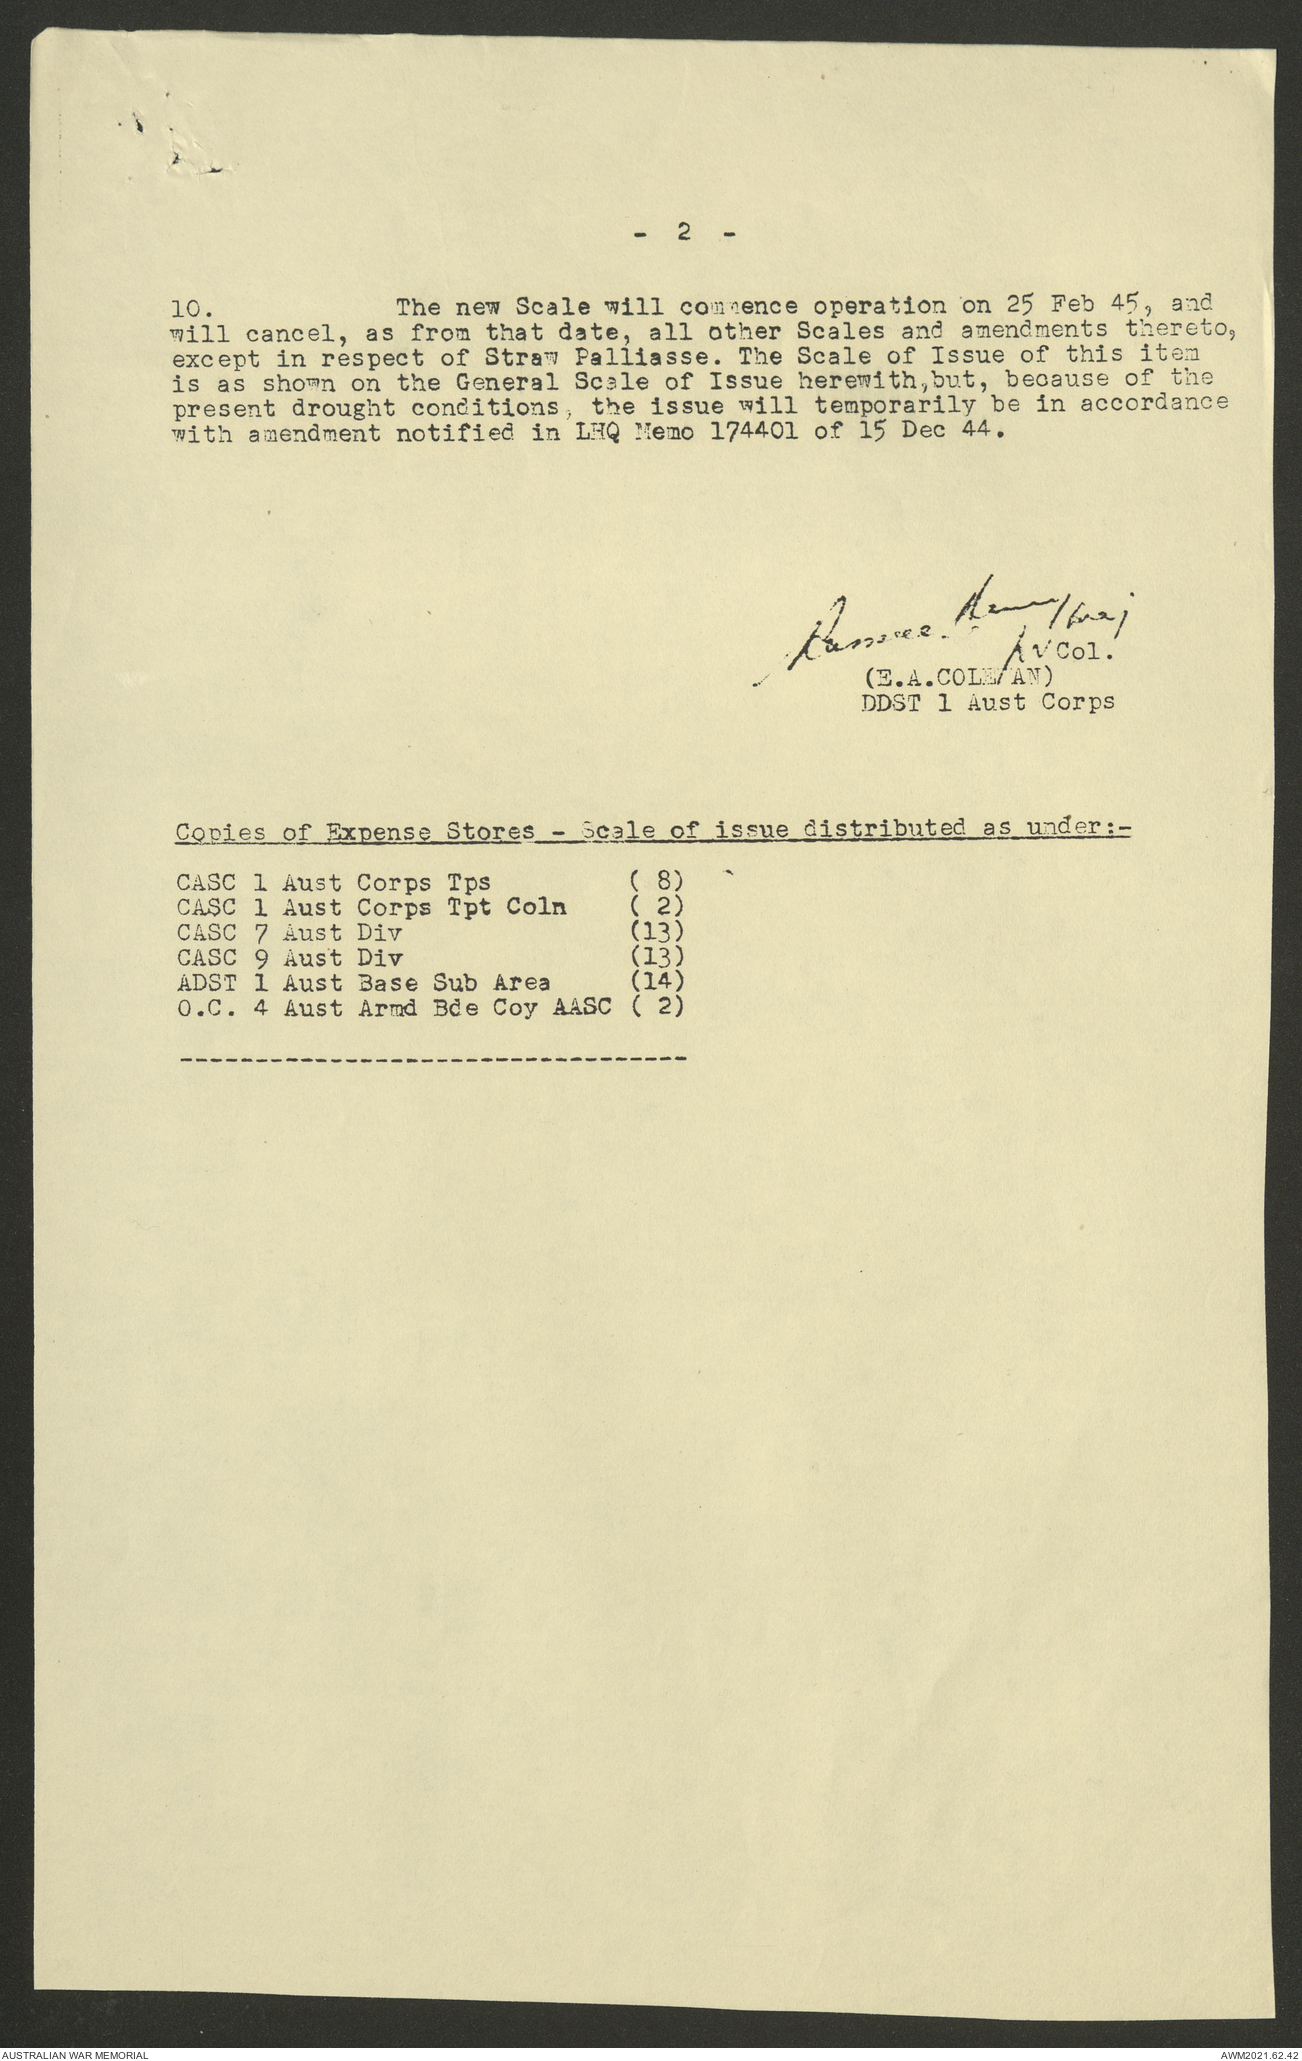 - 2 -
10. The new Scale will commence operation on 25 Feb 45, and
will cancel, as from that date, all other Scales and amendments thereto,
except in respect of Straw Palliasse. The Scale of Issue of this item
is as shown on the General Scale of Issue herewith,but, because of the
present drought conditions, the issue will temporarily be in accordance
with amendment notified in LHQ Memo 174401 of 15 Dec 44.
Col.
(E.A.COLEMAN)
DDST 1 Aust Corps
Copies of Expense Stores - Scale of issue distributed as under:-
CASC 1 Aust Corps Tps ( 8)
CASC 1 Aust Corps Tpt Coln ( 2)
CASC 7 Aust Div (13)
CASC 9 Aust Div (13)
ADST 1 Aust Base Sub Area (14)
O.C. 4 Aust Armd Bde Coy AASC ( 2)
----------------------------------
AUSTRALIAN WAR MEMORIAL
AWM2021.62.42